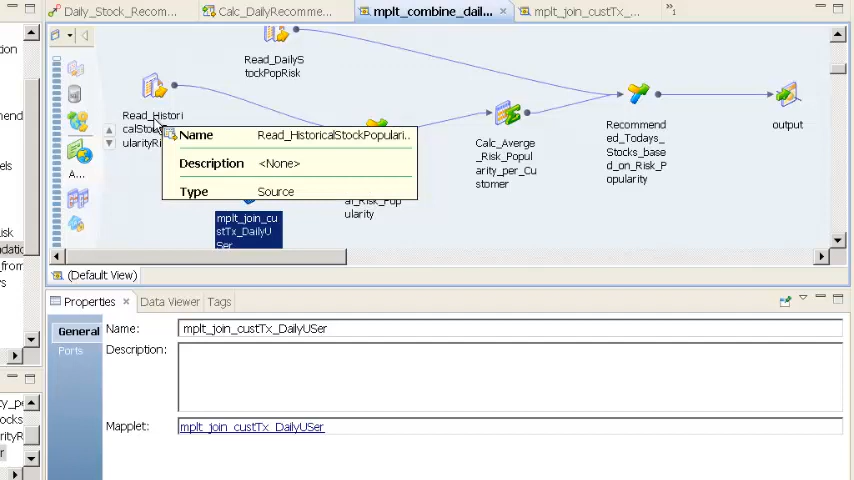 Daily_Stock_Recom...
Calc_DailyRecomme...
mplt_combine_dail...
mplt_join_custTx_...
»1
Read_DailyS
tockPopRisk
Read_Histori
calStoc
ularityRi
Name Read_HistoricalStockPopulari..
Description <None>
Type Source
al_Risk_Pop
ularity
Calc_Averge
_Risk_Popul
arity_per_Cu
stomer
Recommend
ed_Todays_
Stocks_base
d_on_Risk_P
opularity
output
A...
mplt_join_cu
stTx_DailyU
Ser
(Default View)
Properties
Data Viewer
Tags
General
Ports
Name: mplt_join_custTx_DailyUSer
Description:
Mapplet: mplt_join_custTx_DailyUSer